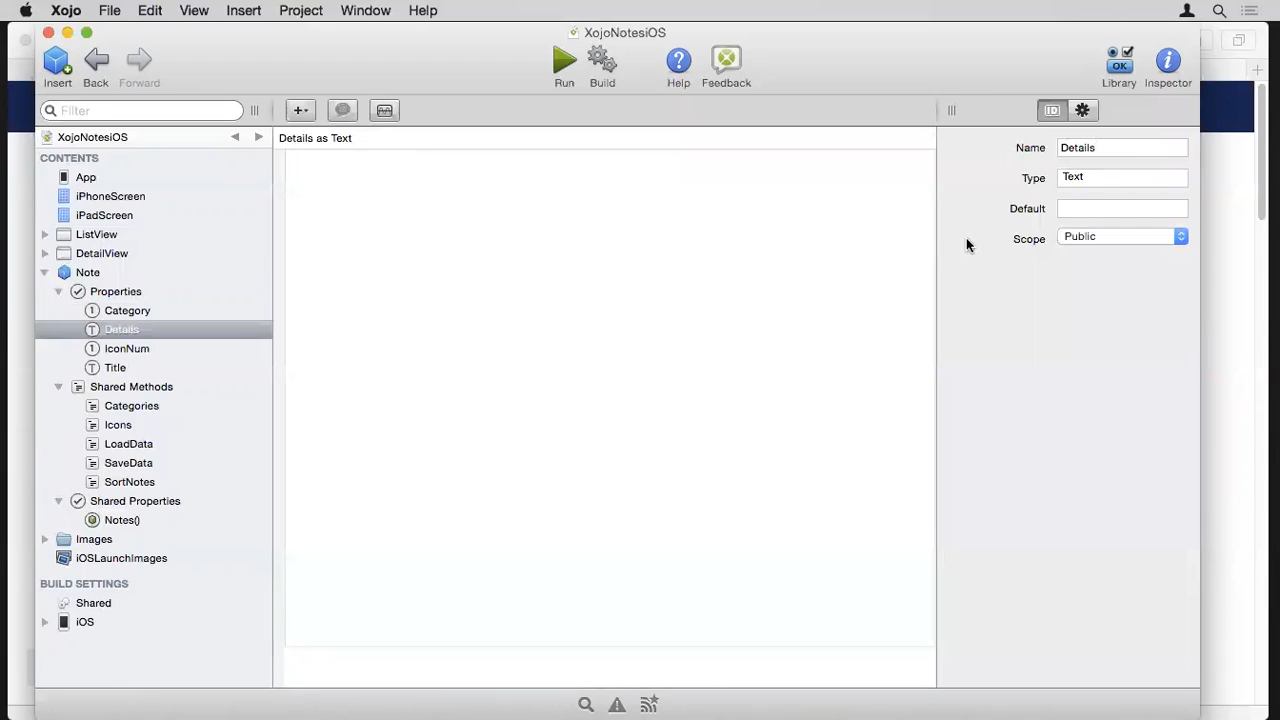 Xojo File Edit View Insert Project Window Help
XojoNotesiOS
Insert Back Forward Run Build Help Feedback OK Library Inspector
Filter
XojoNotesiOS
Details as Text
CONTENTS
App
iPhoneScreen
iPadScreen
ListView
DetailView
Note
Properties
Category
Details
IconNum
Title
Shared Methods
Categories
Icons
LoadData
SaveData
SortNotes
Shared Properties
Notes()
Images
iOSLaunchImages
BUILD SETTINGS
Shared
iOS
Name Details
Type Text
Default
Scope Public